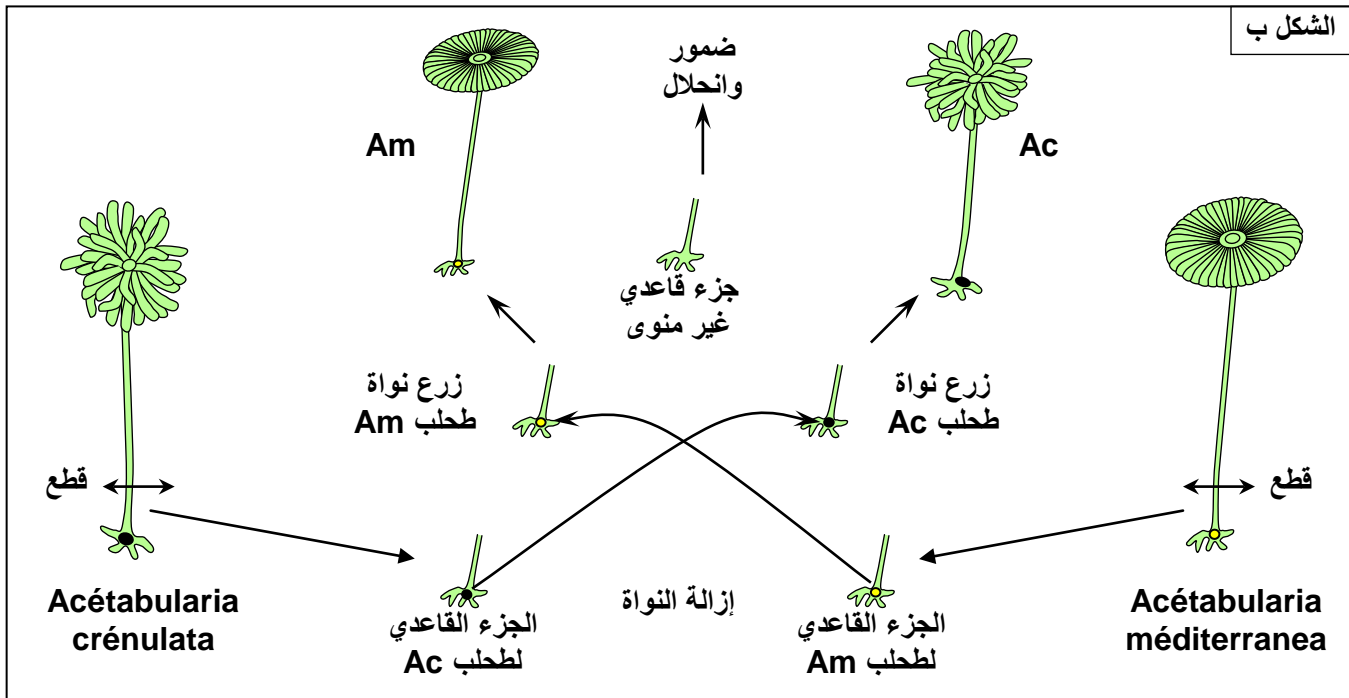 الشكل ب
ضمور
وانحلال
Am
Ac
جزء قاعدي
غير منوى
زرع نواة
طحلب Am
زرع نواة
طحلب Ac
قطع
قطع
إزالة النواة
Acétabularia
crénulata
الجزء القاعدي
لطحلب Ac
الجزء القاعدي
لطحلب Am
Acétabularia
méditerranea